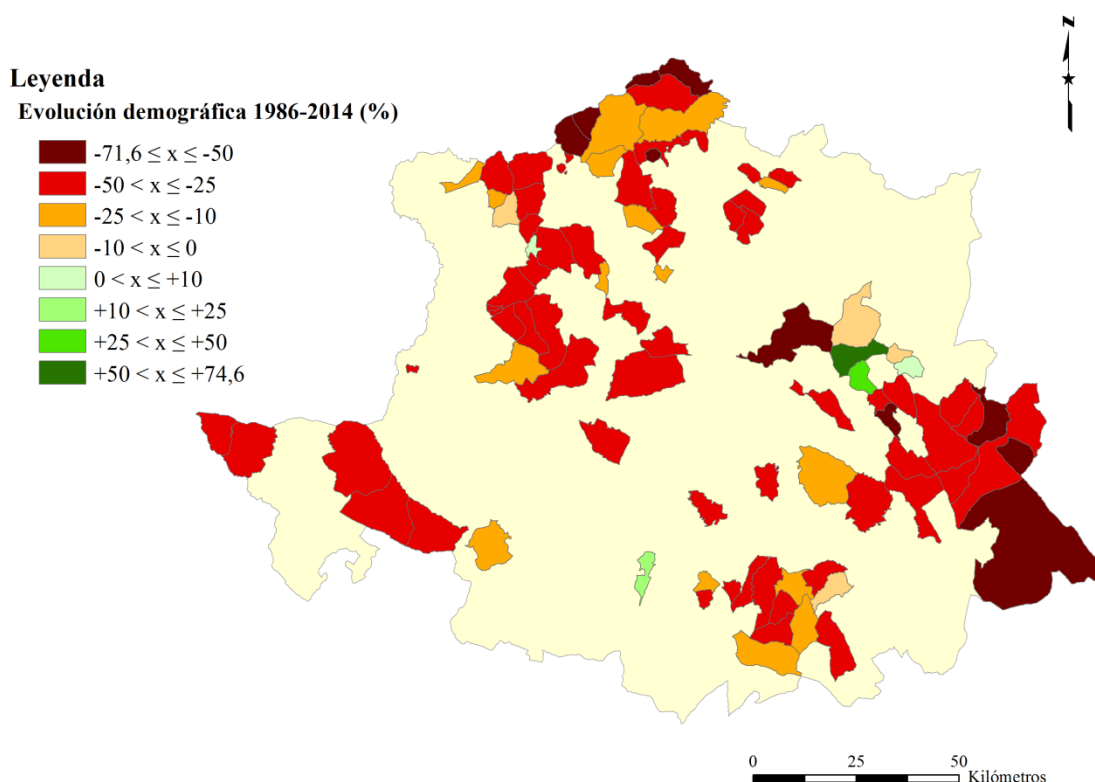 N
Leyenda
Evolución demográfica 1986-2014 (%)
-71,6 ≤ x ≤ -50
-50 < x ≤ -25
-25 < x ≤ -10
-10 < x ≤ 0
0 < x ≤ +10
+10 < x ≤ +25
+25 < x ≤ +50
+50 < x ≤ +74,6
0 25 50
Kilómetros